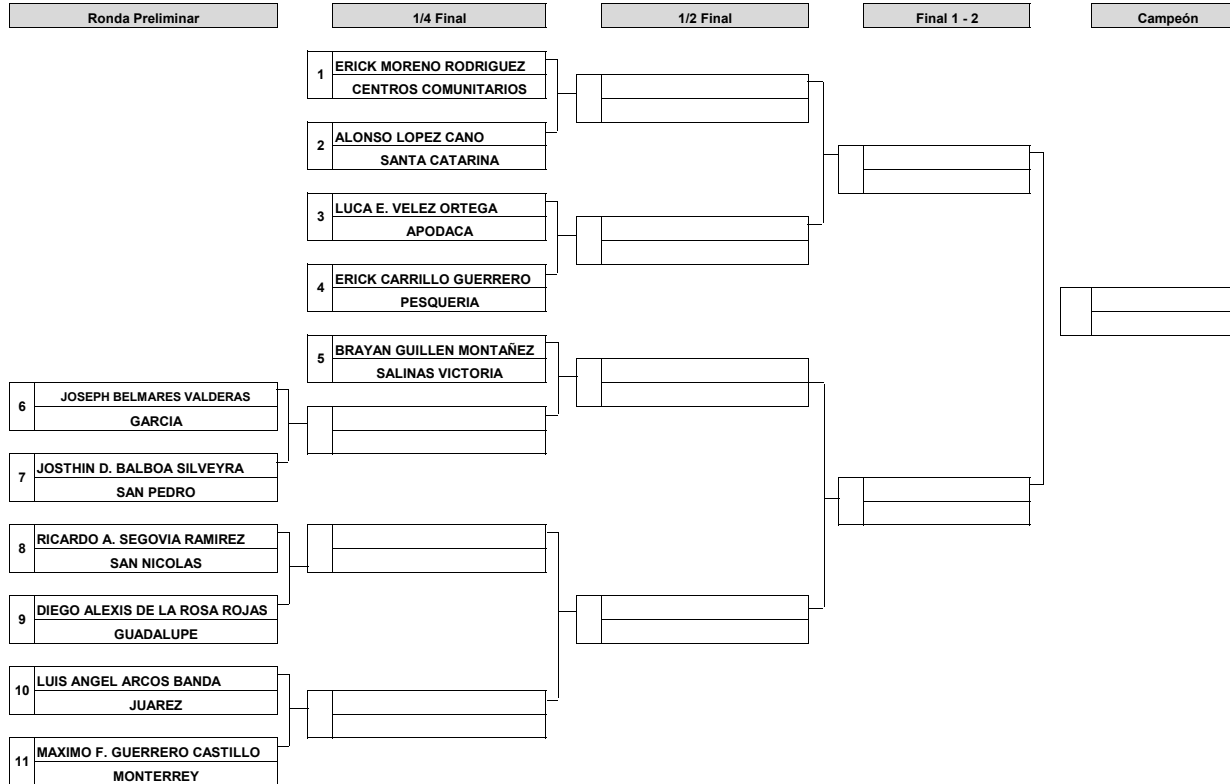 Ronda Preliminar
1/4 Final
1/2 Final
Final 1 - 2
Campeón
1
ERICK MORENO RODRIGUEZ
CENTROS COMUNITARIOS
2
ALONSO LOPEZ CANO
SANTA CATARINA
3
LUCA E. VELEZ ORTEGA
APODACA
4
ERICK CARRILLO GUERRERO
PESQUERIA
5
BRAYAN GUILLEN MONTAÑEZ
SALINAS VICTORIA
6
JOSEPH BELMARES VALDERAS
GARCIA
7
JOSTHIN D. BALBOA SILVEYRA
SAN PEDRO
8
RICARDO A. SEGOVIA RAMIREZ
SAN NICOLAS
9
DIEGO ALEXIS DE LA ROSA ROJAS
GUADALUPE
10
LUIS ANGEL ARCOS BANDA
JUAREZ
11
MAXIMO F. GUERRERO CASTILLO
MONTERREY